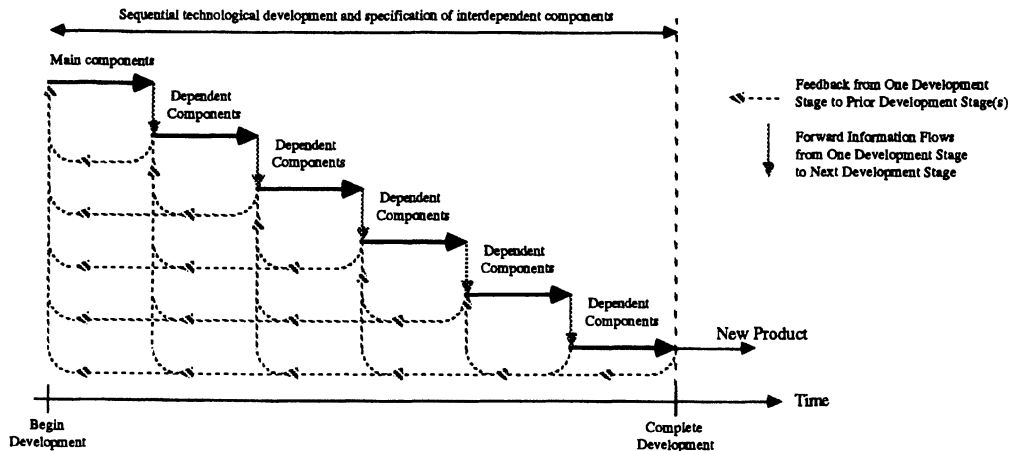 Sequential technological development and specification of interdependent components
Main components
Dependent
Components
Dependent
Components
Dependent
Components
Dependent
Components
Dependent
Components
New Product
Time
Begin
Development
Complete
Development
Feedback from One Development
Stage to Prior Development Stage(s)
Forward Information Flows
from One Development Stage
to Next Development Stage